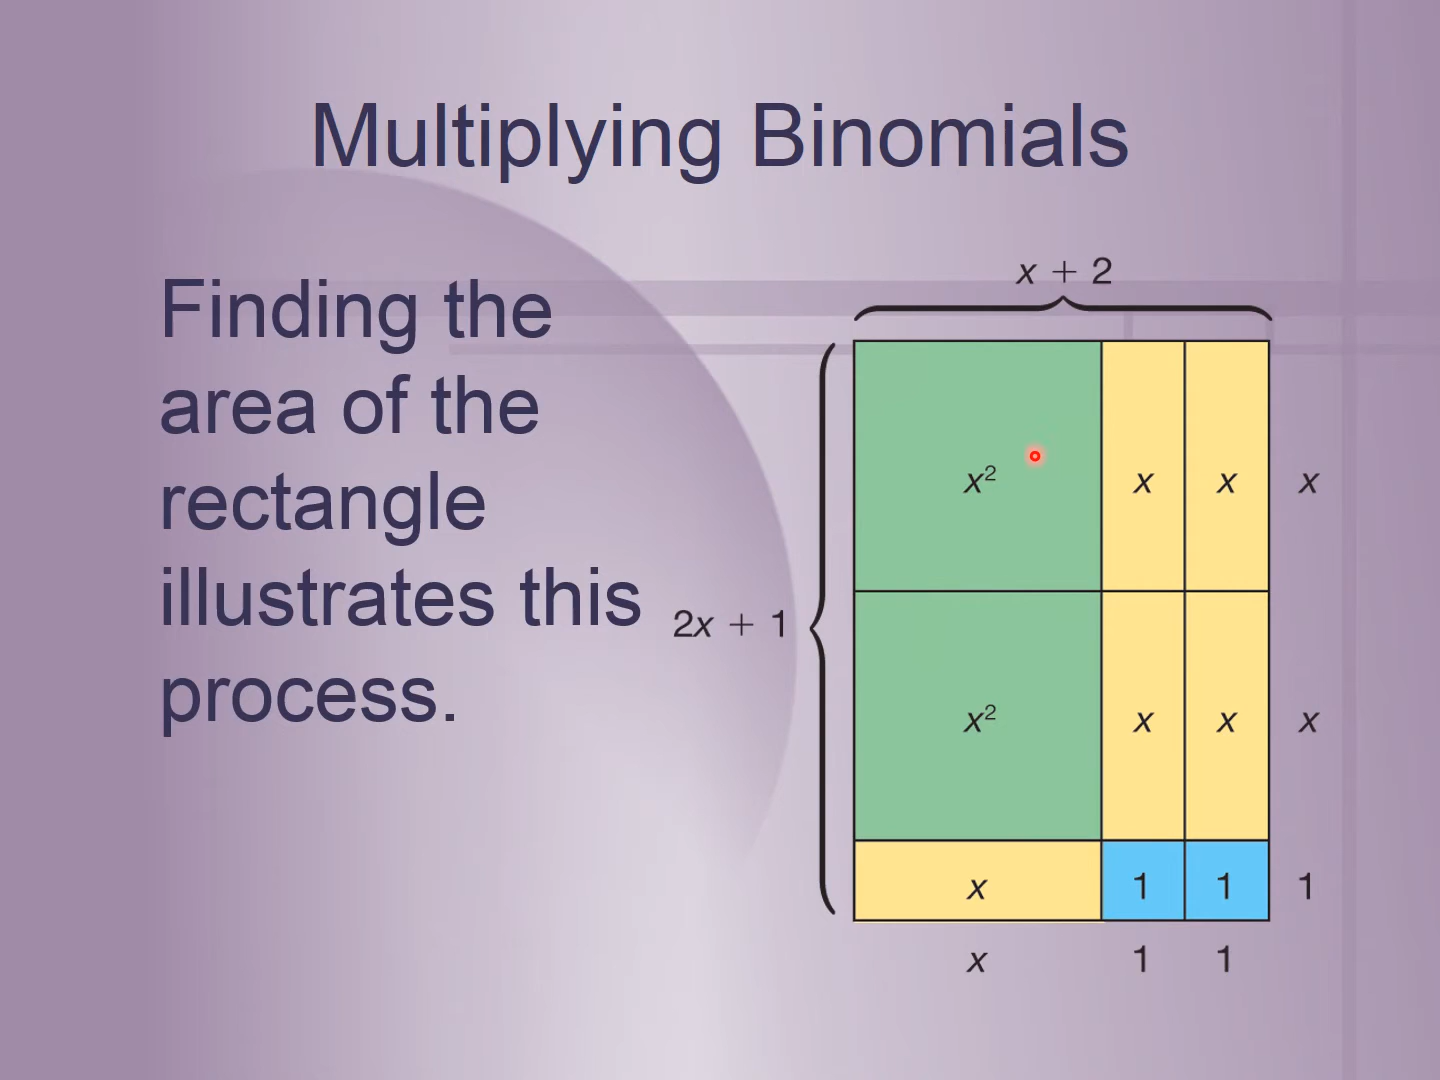 Multiplying Binomials
Finding the
area of the
rectangle
illustrates this
process.
x + 2
2x + 1
x² x x x
x² x x x
x 1 1 1
x 1 1